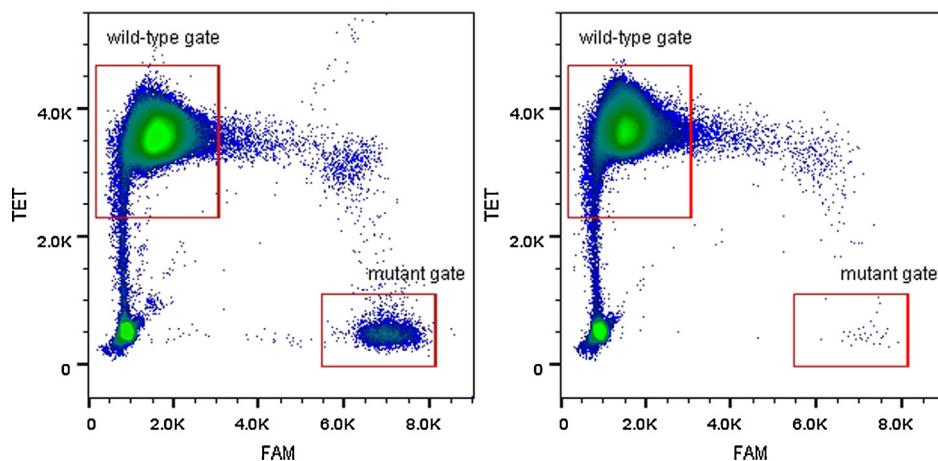 wild-type gate
4.0K
2.0K
0
TET
mutant gate
0 2.0K 4.0K 6.0K 8.0K
FAM
wild-type gate
4.0K
2.0K
0
TET
mutant gate
0 2.0K 4.0K 6.0K 8.0K
FAM